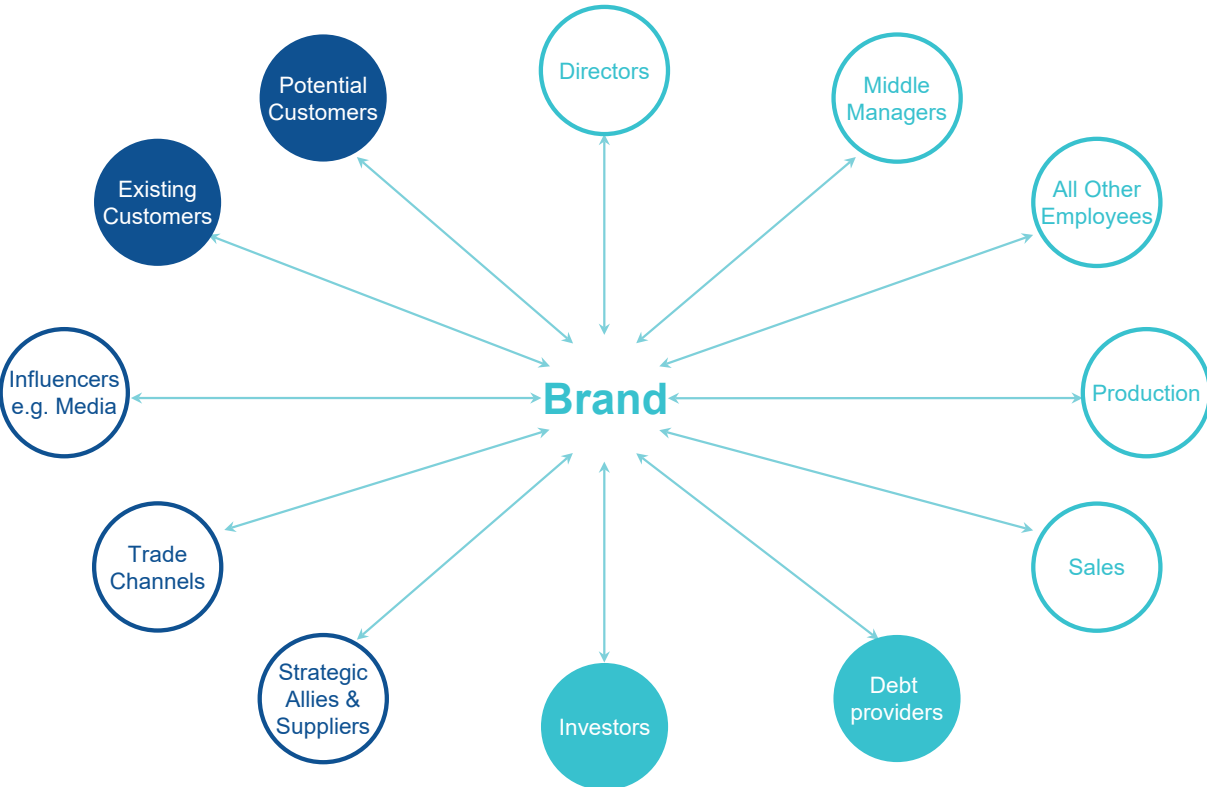 Directors
Potential
Customers
Middle
Managers
Existing
Customers
All Other
Employees
Influencers
e.g. Media
Brand
Production
Trade
Channels
Sales
Strategic
Allies &
Suppliers
Investors
Debt
providers